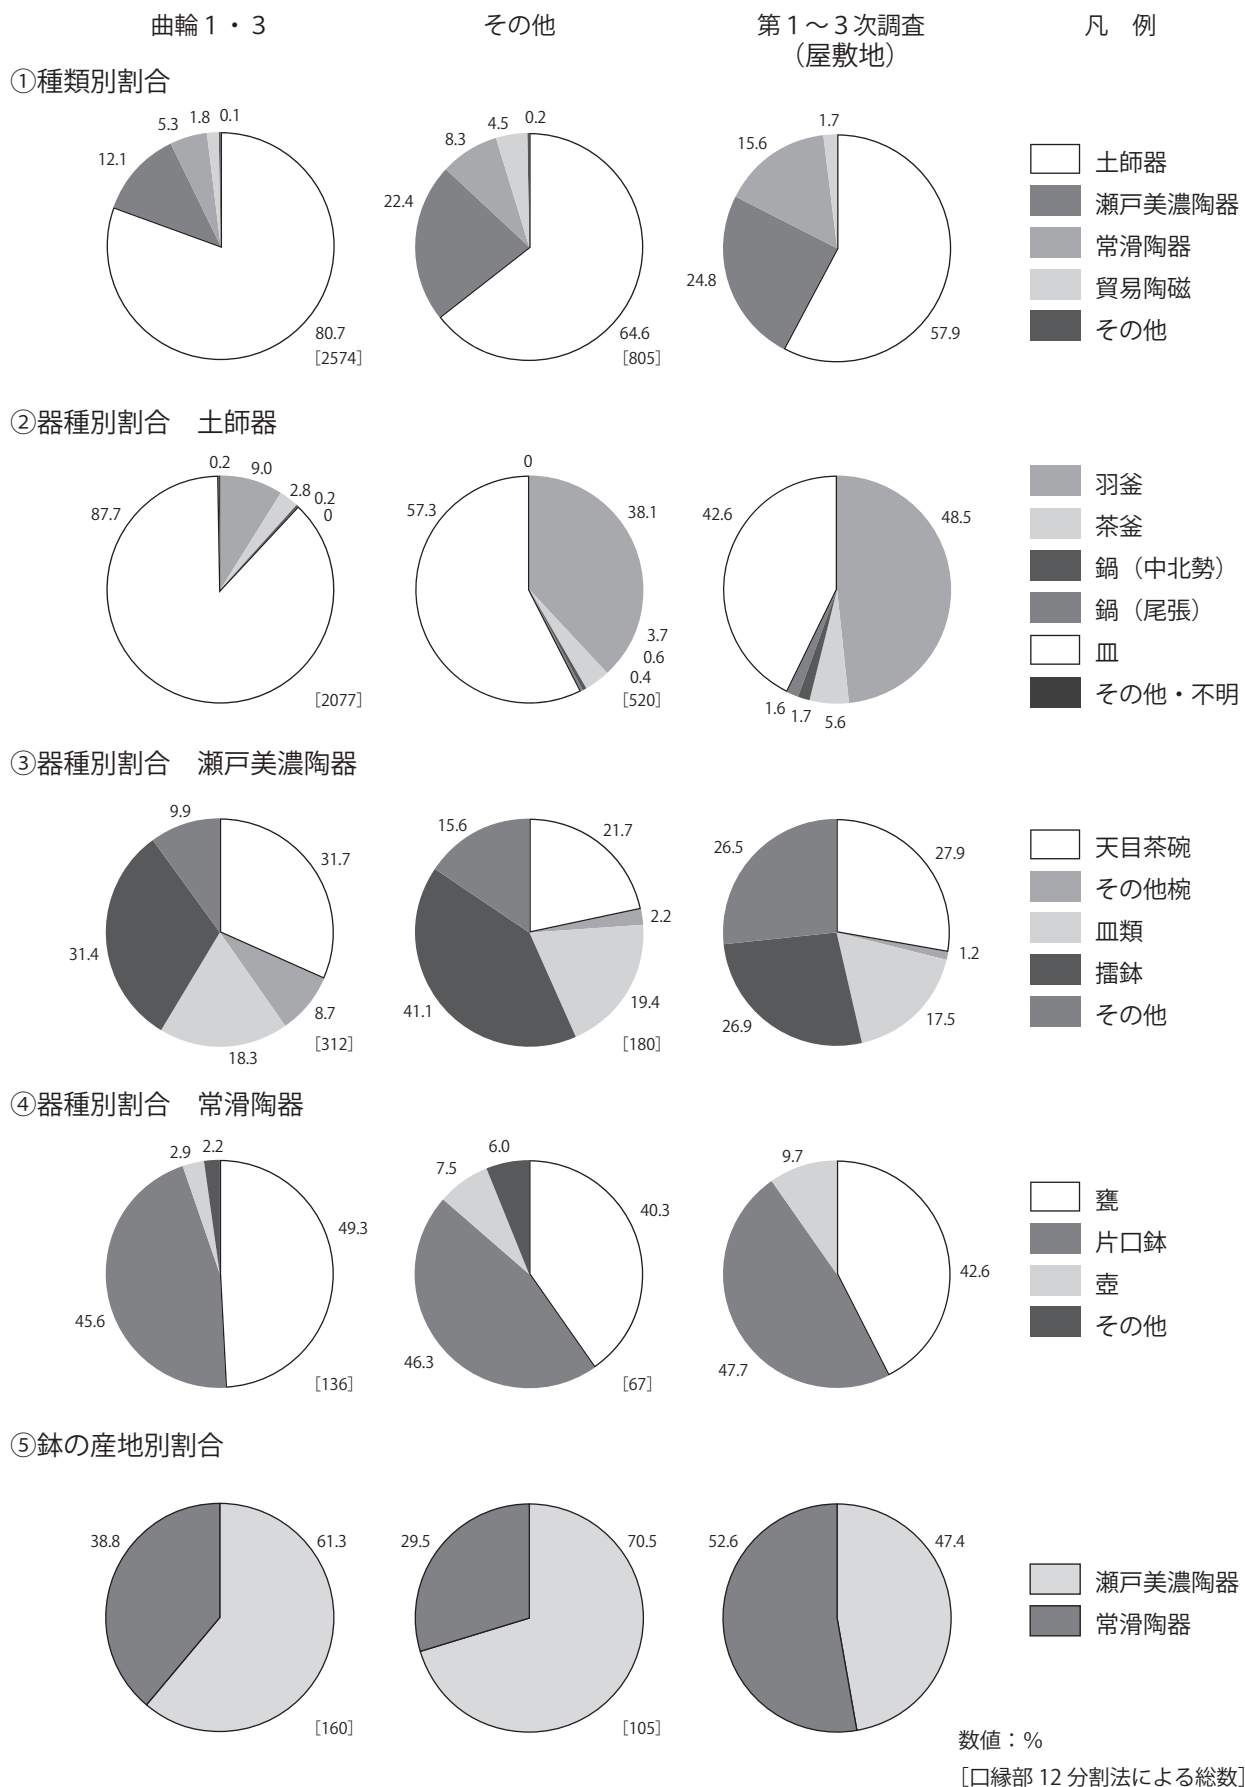 曲輪１・３
その他
第１～３次調査
（屋敷地）
凡　例
①種類別割合
5.3
1.8
0.1
12.1
80.7
[2574]
8.3
4.5
0.2
22.4
64.6
[805]
15.6
1.7
24.8
57.9
土師器
瀬戸美濃陶器
常滑陶器
貿易陶磁
その他
②器種別割合　土師器
0.2
9.0
2.8
0.2
0
87.7
[2077]
0
57.3
38.1
3.7
0.6
0.4
[520]
42.6
48.5
1.6
1.7
5.6
羽釜
茶釜
鍋（中北勢）
鍋（尾張）
皿
その他・不明
③器種別割合　瀬戸美濃陶器
9.9
31.7
31.4
8.7
18.3
[312]
15.6
21.7
2.2
41.1
19.4
[180]
26.5
27.9
1.2
26.9
17.5
天目茶碗
その他椀
皿類
擂鉢
その他
④器種別割合　常滑陶器
2.9
2.2
49.3
45.6
[136]
7.5
6.0
40.3
46.3
[67]
9.7
42.6
47.7
甕
片口鉢
壺
その他
⑤鉢の産地別割合
38.8
61.3
[160]
29.5
70.5
[105]
52.6
47.4
瀬戸美濃陶器
常滑陶器
数値：％
[口縁部 12 分割法による総数]